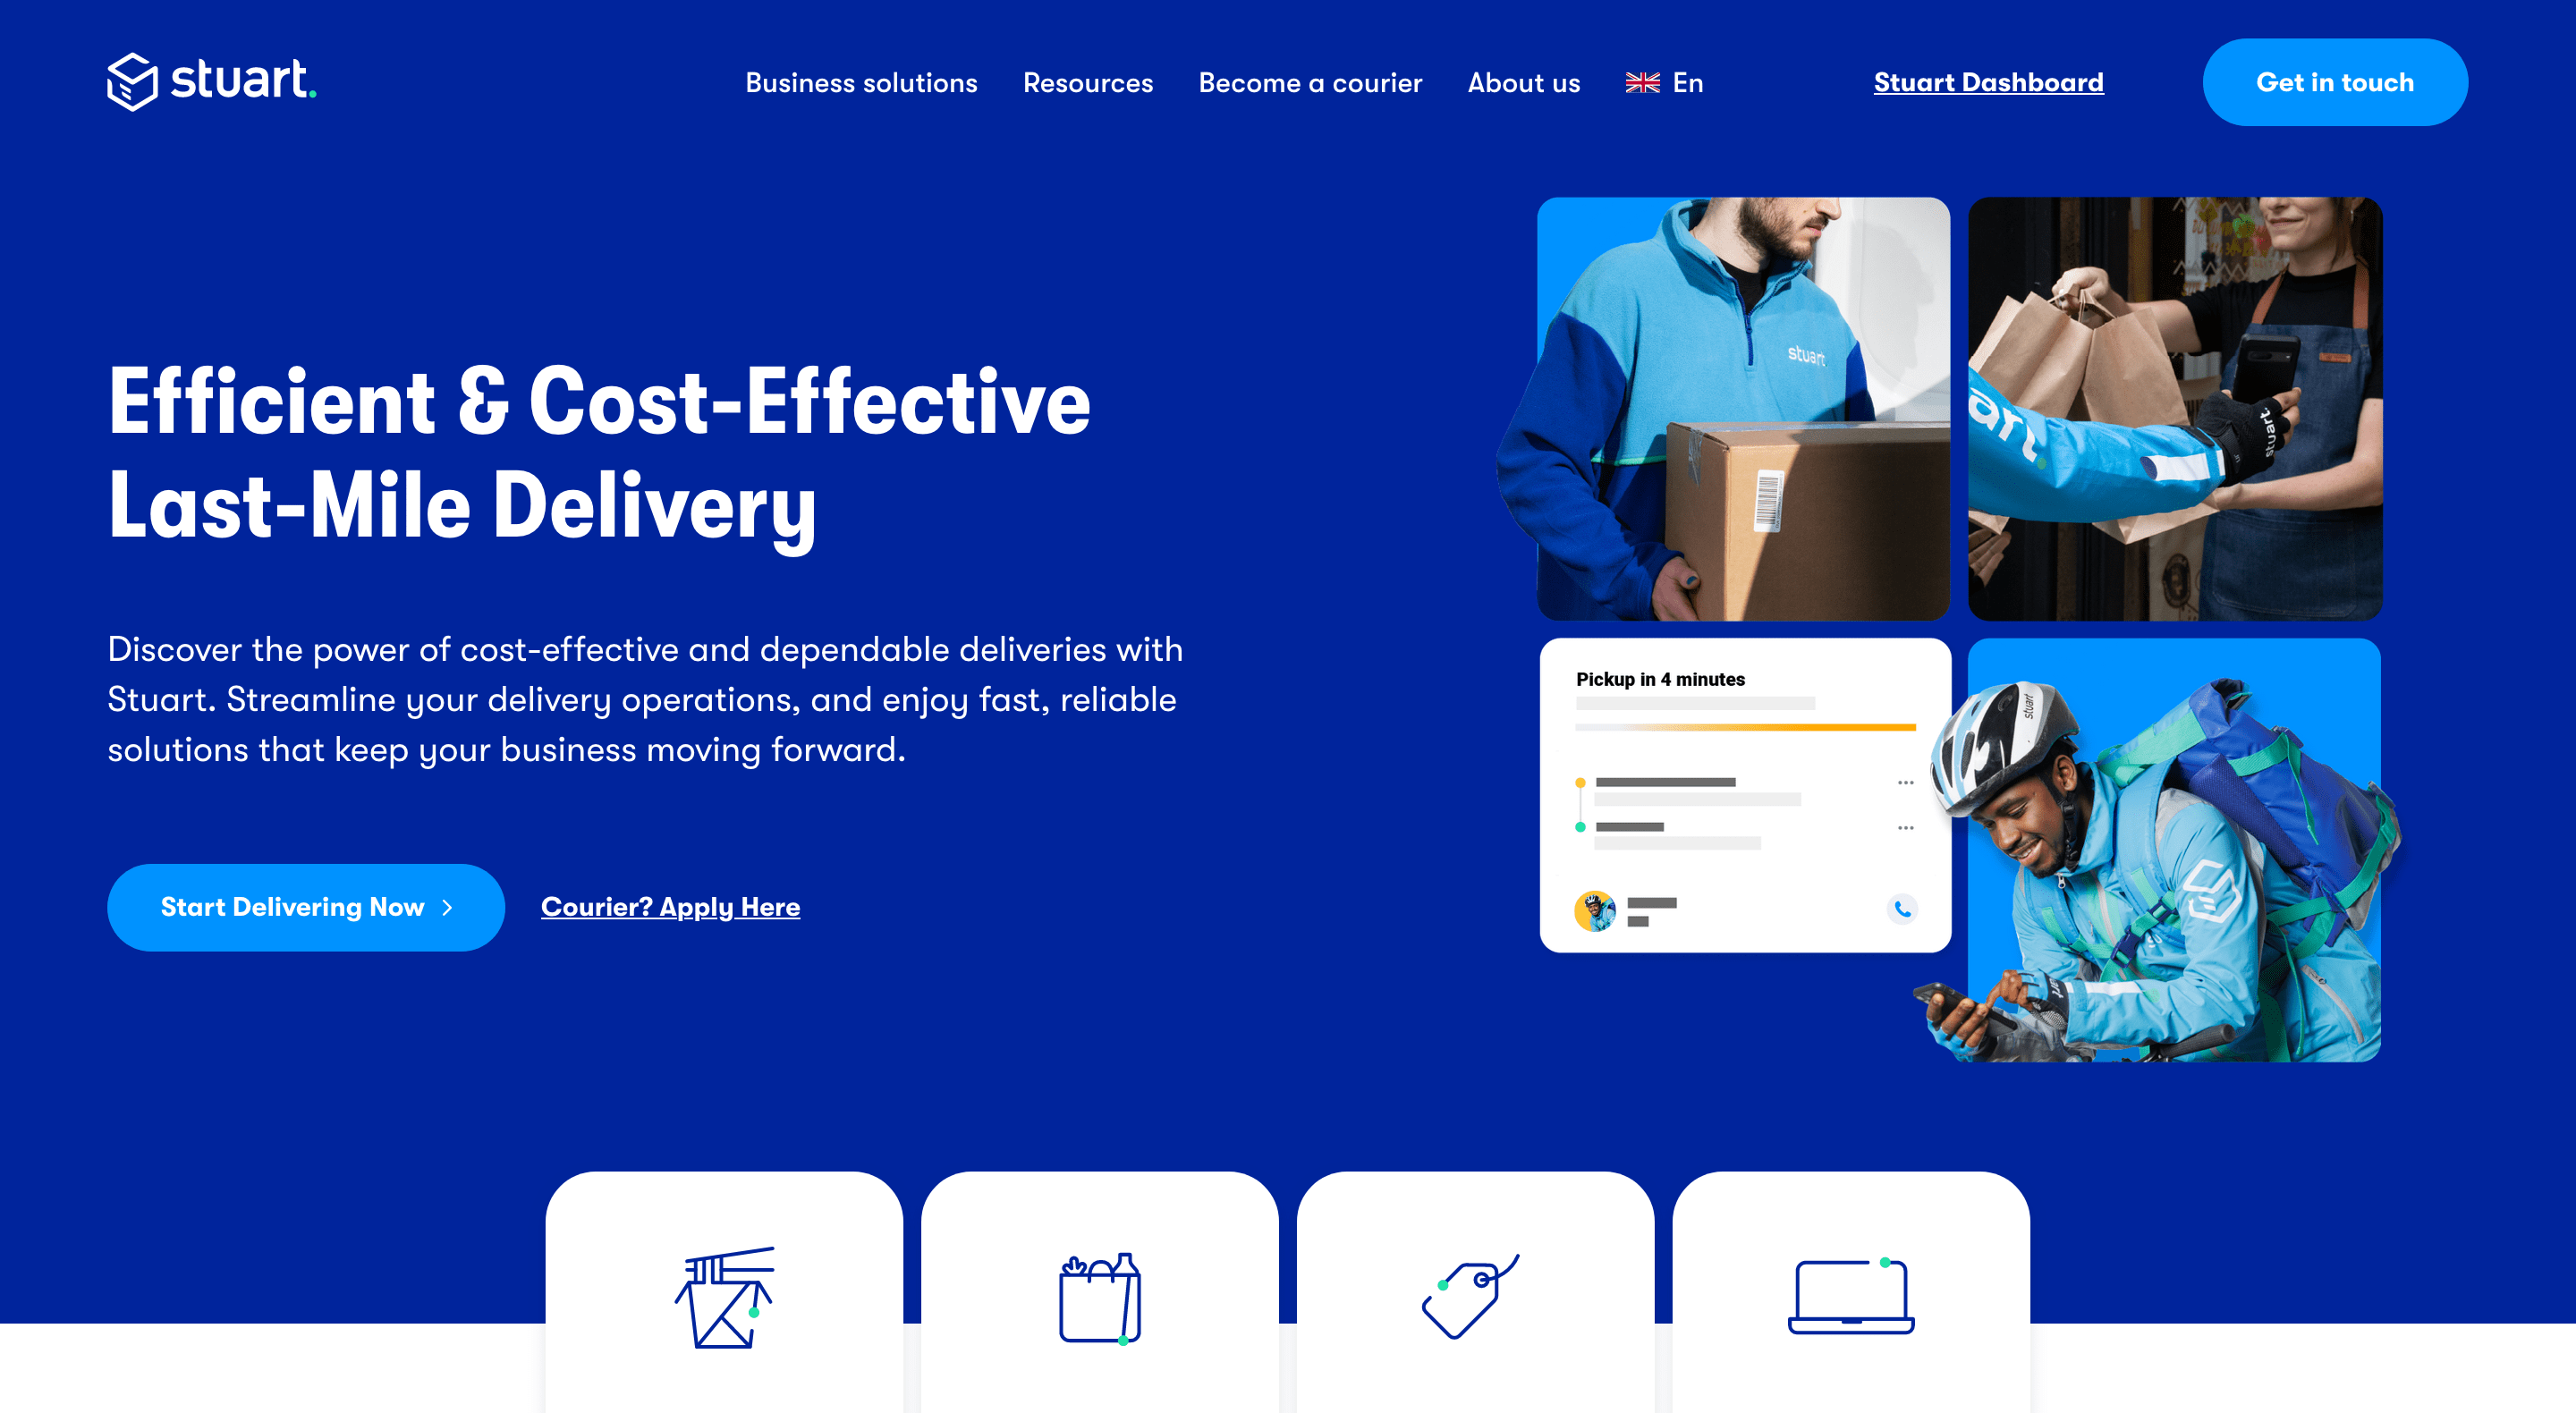 stuart.
Business solutions
Resources
Become a courier
About us
En
Stuart Dashboard
Get in touch
Efficient & Cost-Effective
Last-Mile Delivery
Discover the power of cost-effective and dependable deliveries with
Stuart. Streamline your delivery operations, and enjoy fast, reliable
solutions that keep your business moving forward.
Start Delivering Now
Courier? Apply Here
stuart
art.
stuart.
Pickup in 4 minutes
stuart